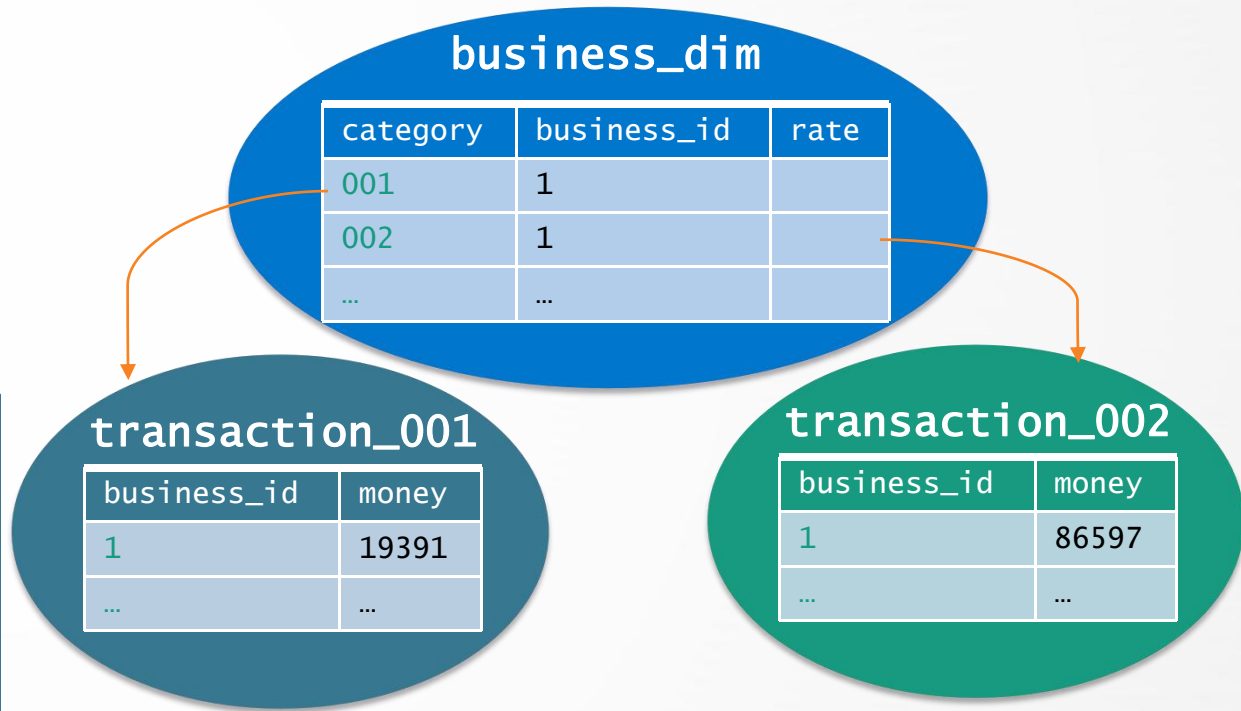 business_dim
category business_id rate
001 1
002 1
... ...
transaction_001
business_id money
1 19391
... ...
transaction_002
business_id money
1 86597
... ...